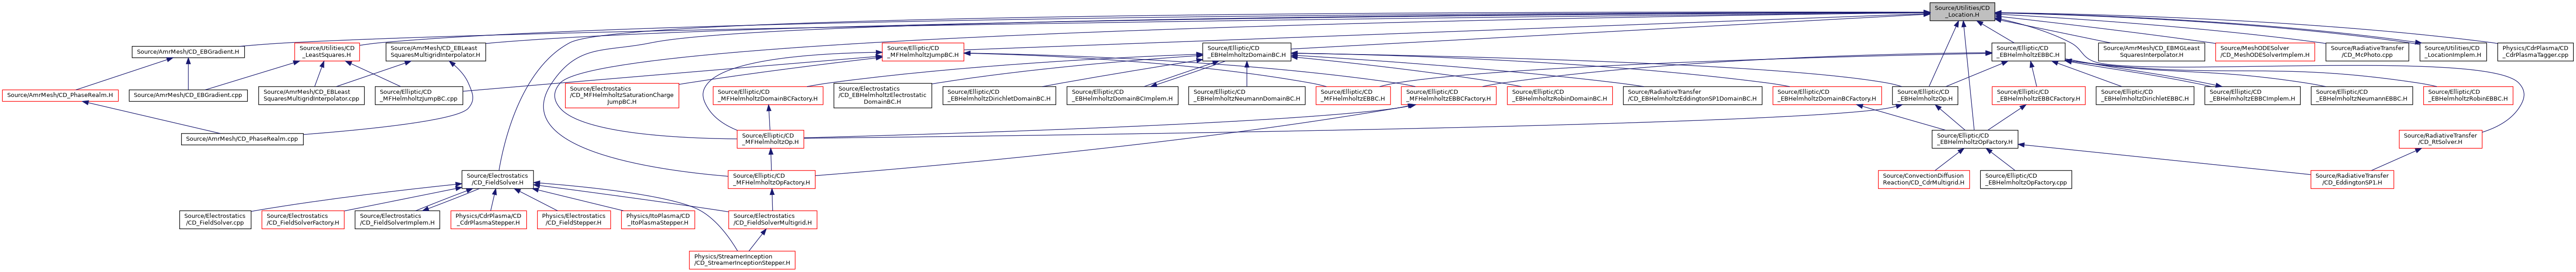 Source/Utilities/CD
_Location.H
Source/AmrMesh/CD_EBGradient.H
Source/Utilities/CD
_LeastSquares.H
Source/AmrMesh/CD_EBLeast
SquaresMultigridInterpolator.H
Source/Elliptic/CD
_MFHelmholtzJumpBC.H
Source/Elliptic/CD
_EBHelmholtzDomainBC.H
Source/Elliptic/CD
_EBHelmholtzEBBC.H
Source/AmrMesh/CD_EBMGLeast
SquaresInterpolator.H
Source/MeshODESolver
/CD_MeshODESolverImplem.H
Source/RadiativeTransfer
/CD_McPhoto.cpp
Source/Utilities/CD
_LocationImplem.H
Physics/CdrPlasma/CD
_CdrPlasmaTagger.cpp
Source/AmrMesh/CD_PhaseRealm.H
Source/AmrMesh/CD_EBGradient.cpp
Source/AmrMesh/CD_EBLeast
SquaresMultigridInterpolator.cpp
Source/Elliptic/CD
_MFHelmholtzJumpBC.cpp
Source/Electrostatics
/CD_MFHelmholtzSaturationCharge
JumpBC.H
Source/Elliptic/CD
_MFHelmholtzDomainBCFactory.H
Source/Electrostatics
/CD_EBHelmholtzElectrostatic
DomainBC.H
Source/Elliptic/CD
_EBHelmholtzDirichletDomainBC.H
Source/Elliptic/CD
_EBHelmholtzDomainBCImplem.H
Source/Elliptic/CD
_EBHelmholtzNeumannDomainBC.H
Source/Elliptic/CD
_MFHelmholtzEBBC.H
Source/Elliptic/CD
_MFHelmholtzEBBCFactory.H
Source/Elliptic/CD
_EBHelmholtzRobinDomainBC.H
Source/RadiativeTransfer
/CD_EBHelmholtzEddingtonSP1DomainBC.H
Source/Elliptic/CD
_EBHelmholtzDomainBCFactory.H
Source/Elliptic/CD
_EBHelmholtzOp.H
Source/Elliptic/CD
_EBHelmholtzEBBCFactory.H
Source/Elliptic/CD
_EBHelmholtzDirichletEBBC.H
Source/Elliptic/CD
_EBHelmholtzEBBCImplem.H
Source/Elliptic/CD
_EBHelmholtzNeumannEBBC.H
Source/Elliptic/CD
_EBHelmholtzRobinEBBC.H
Source/AmrMesh/CD_PhaseRealm.cpp
Source/Elliptic/CD
_MFHelmholtzOp.H
Source/Elliptic/CD
_EBHelmholtzOpFactory.H
Source/RadiativeTransfer
/CD_RtSolver.H
Source/Electrostatics
/CD_FieldSolver.H
Source/Elliptic/CD
_MFHelmholtzOpFactory.H
Source/ConvectionDiffusion
Reaction/CD_CdrMultigrid.H
Source/Elliptic/CD
_EBHelmholtzOpFactory.cpp
Source/RadiativeTransfer
/CD_EddingtonSP1.H
Source/Electrostatics
/CD_FieldSolver.cpp
Source/Electrostatics
/CD_FieldSolverFactory.H
Source/Electrostatics
/CD_FieldSolverImplem.H
Physics/CdrPlasma/CD
_CdrPlasmaStepper.H
Physics/Electrostatics
/CD_FieldStepper.H
Physics/ItoPlasma/CD
_ItoPlasmaStepper.H
Source/Electrostatics
/CD_FieldSolverMultigrid.H
Physics/StreamerInception
/CD_StreamerInceptionStepper.H